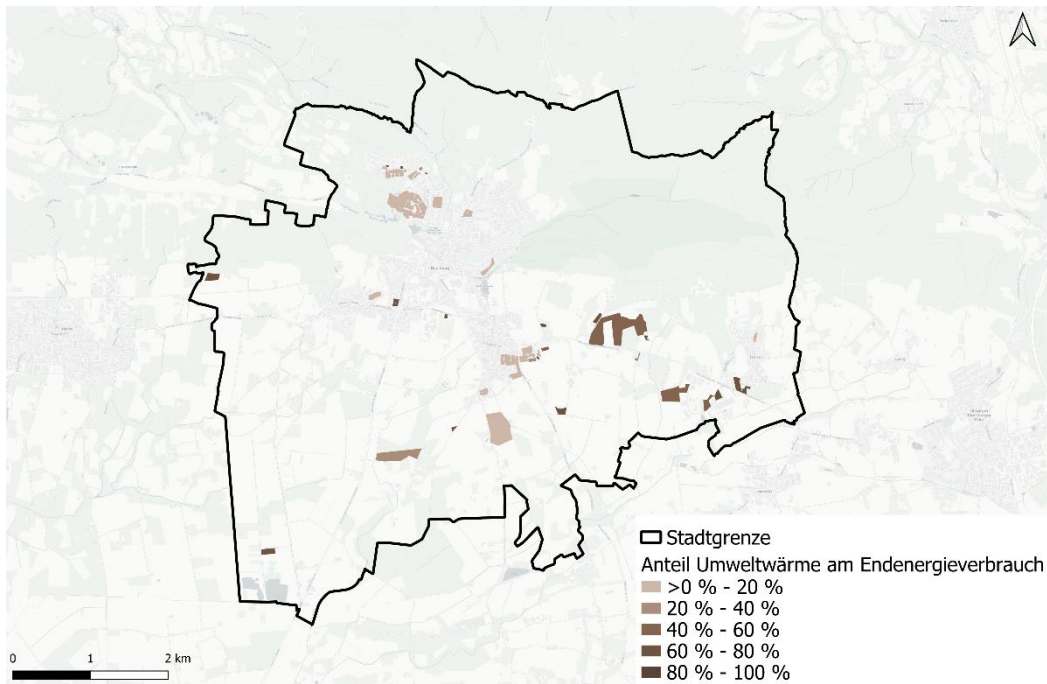 Stadtgrenze
Anteil Umweltwärme am Endenergieverbrauch
>0 % - 20 %
20 % - 40 %
40 % - 60 %
60 % - 80 %
80 % - 100 %
0 1 2 km